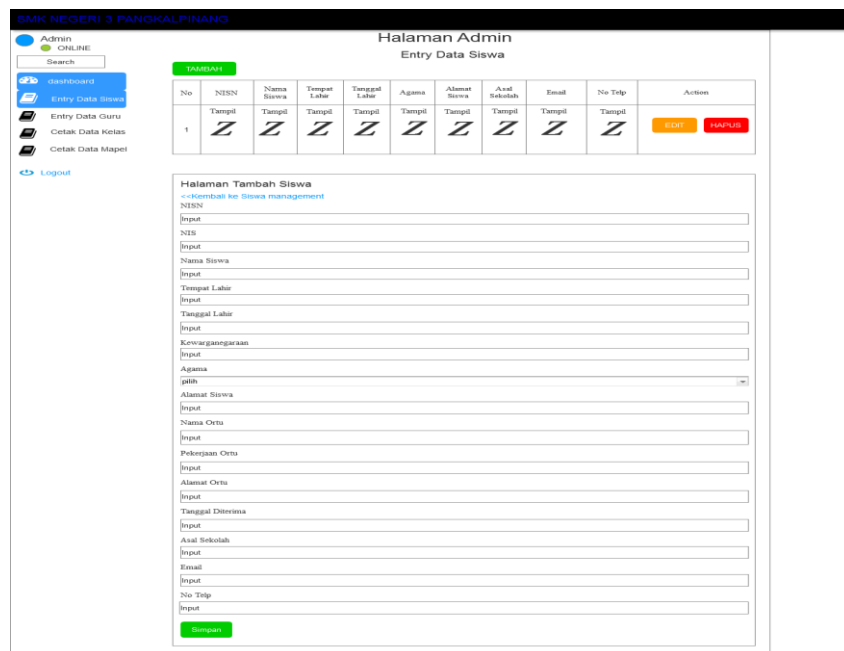 SMK NEGERI 3 PANGKALPINANG
Admin
ONLINE
Search
dashboard
Entry Data Siswa
Entry Data Guru
Cetak Data Kelas
Cetak Data Mapel
Logout
Halaman Admin
Entry Data Siswa
TAMBAH
No NISN Nama Siswa Tempat Lahir Tanggal Lahir Agama Alamat Siswa Asal Sekolah Email No Telp Action
Tampil Tampil Tampil Tampil Tampil Tampil Tampil Tampil Tampil
1 Z Z Z Z Z Z Z Z Z EDIT HAPUS
Halaman Tambah Siswa
<<Kembali ke Siswa management
NISN
Input
NIS
Input
Nama Siswa
Input
Tempat Lahir
Input
Tanggal Lahir
Input
Kewarganegaraan
Input
Agama
pilih
Alamat Siswa
Input
Nama Ortu
Input
Pekerjaan Ortu
Input
Alamat Ortu
Input
Tanggal Diterima
Input
Asal Sekolah
Input
Email
Input
No Telp
Input
Simpan